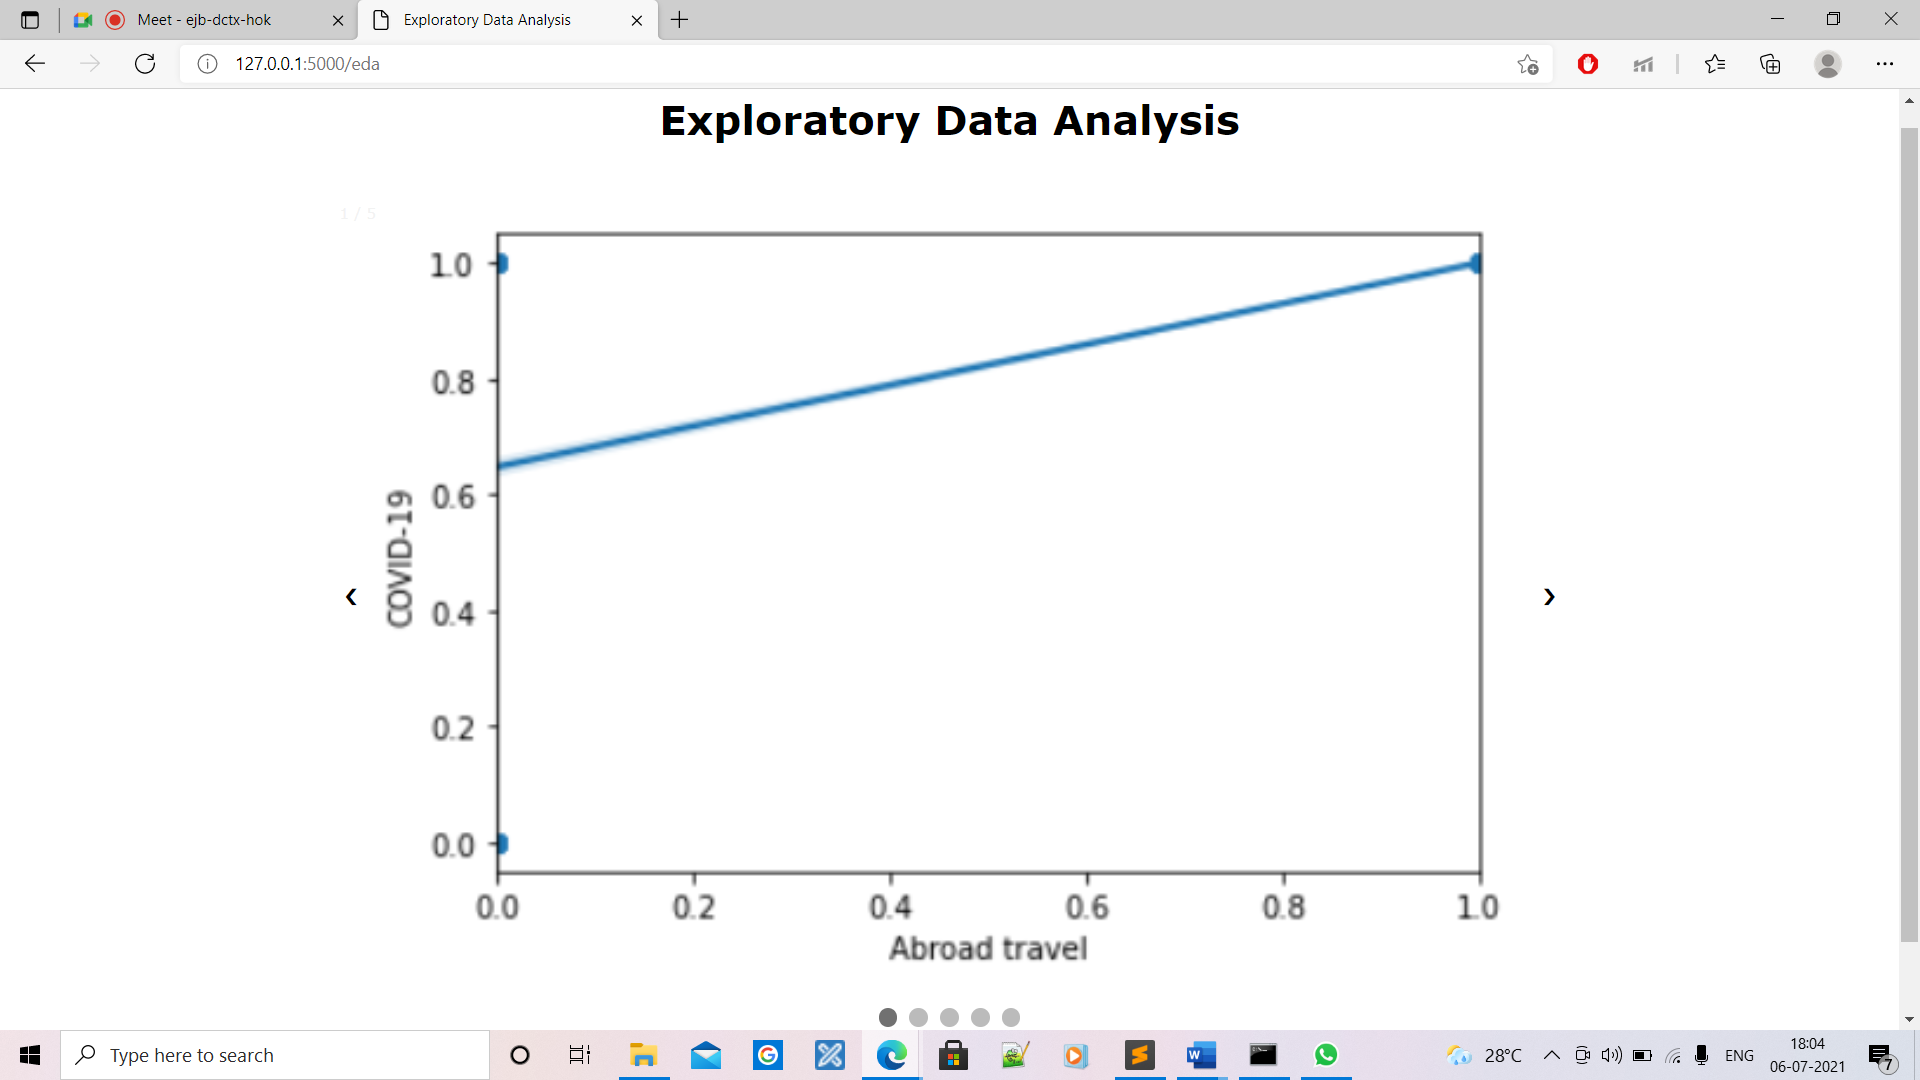 Meet - ejb-dctx-hok
Exploratory Data Analysis
127.0.0.1:5000/eda
Exploratory Data Analysis
1 / 5
1.0
0.8
0.6
0.4
0.2
0.0
COVID-19
0.0 0.2 0.4 0.6 0.8 1.0
Abroad travel
Type here to search
28°C
ENG
18:04
06-07-2021
7